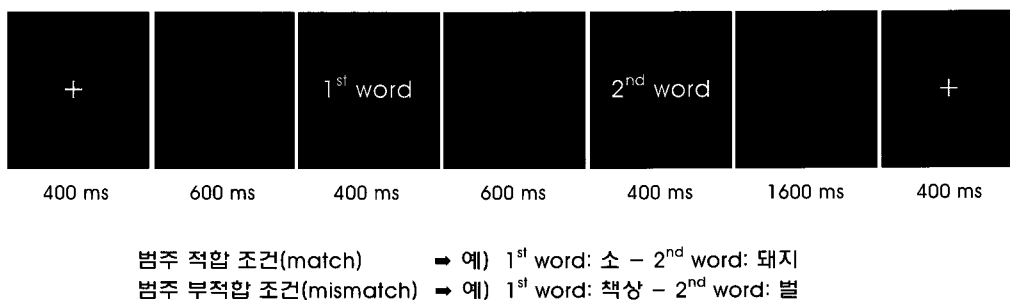 + 1st word 2nd word +
400 ms 600 ms 400 ms 600 ms 400 ms 1600 ms 400 ms
범주 적합 조건(match) ➡ 예) 1st word: 소 – 2nd word: 돼지
범주 부적합 조건(mismatch) ➡ 예) 1st word: 책상 – 2nd word: 벌